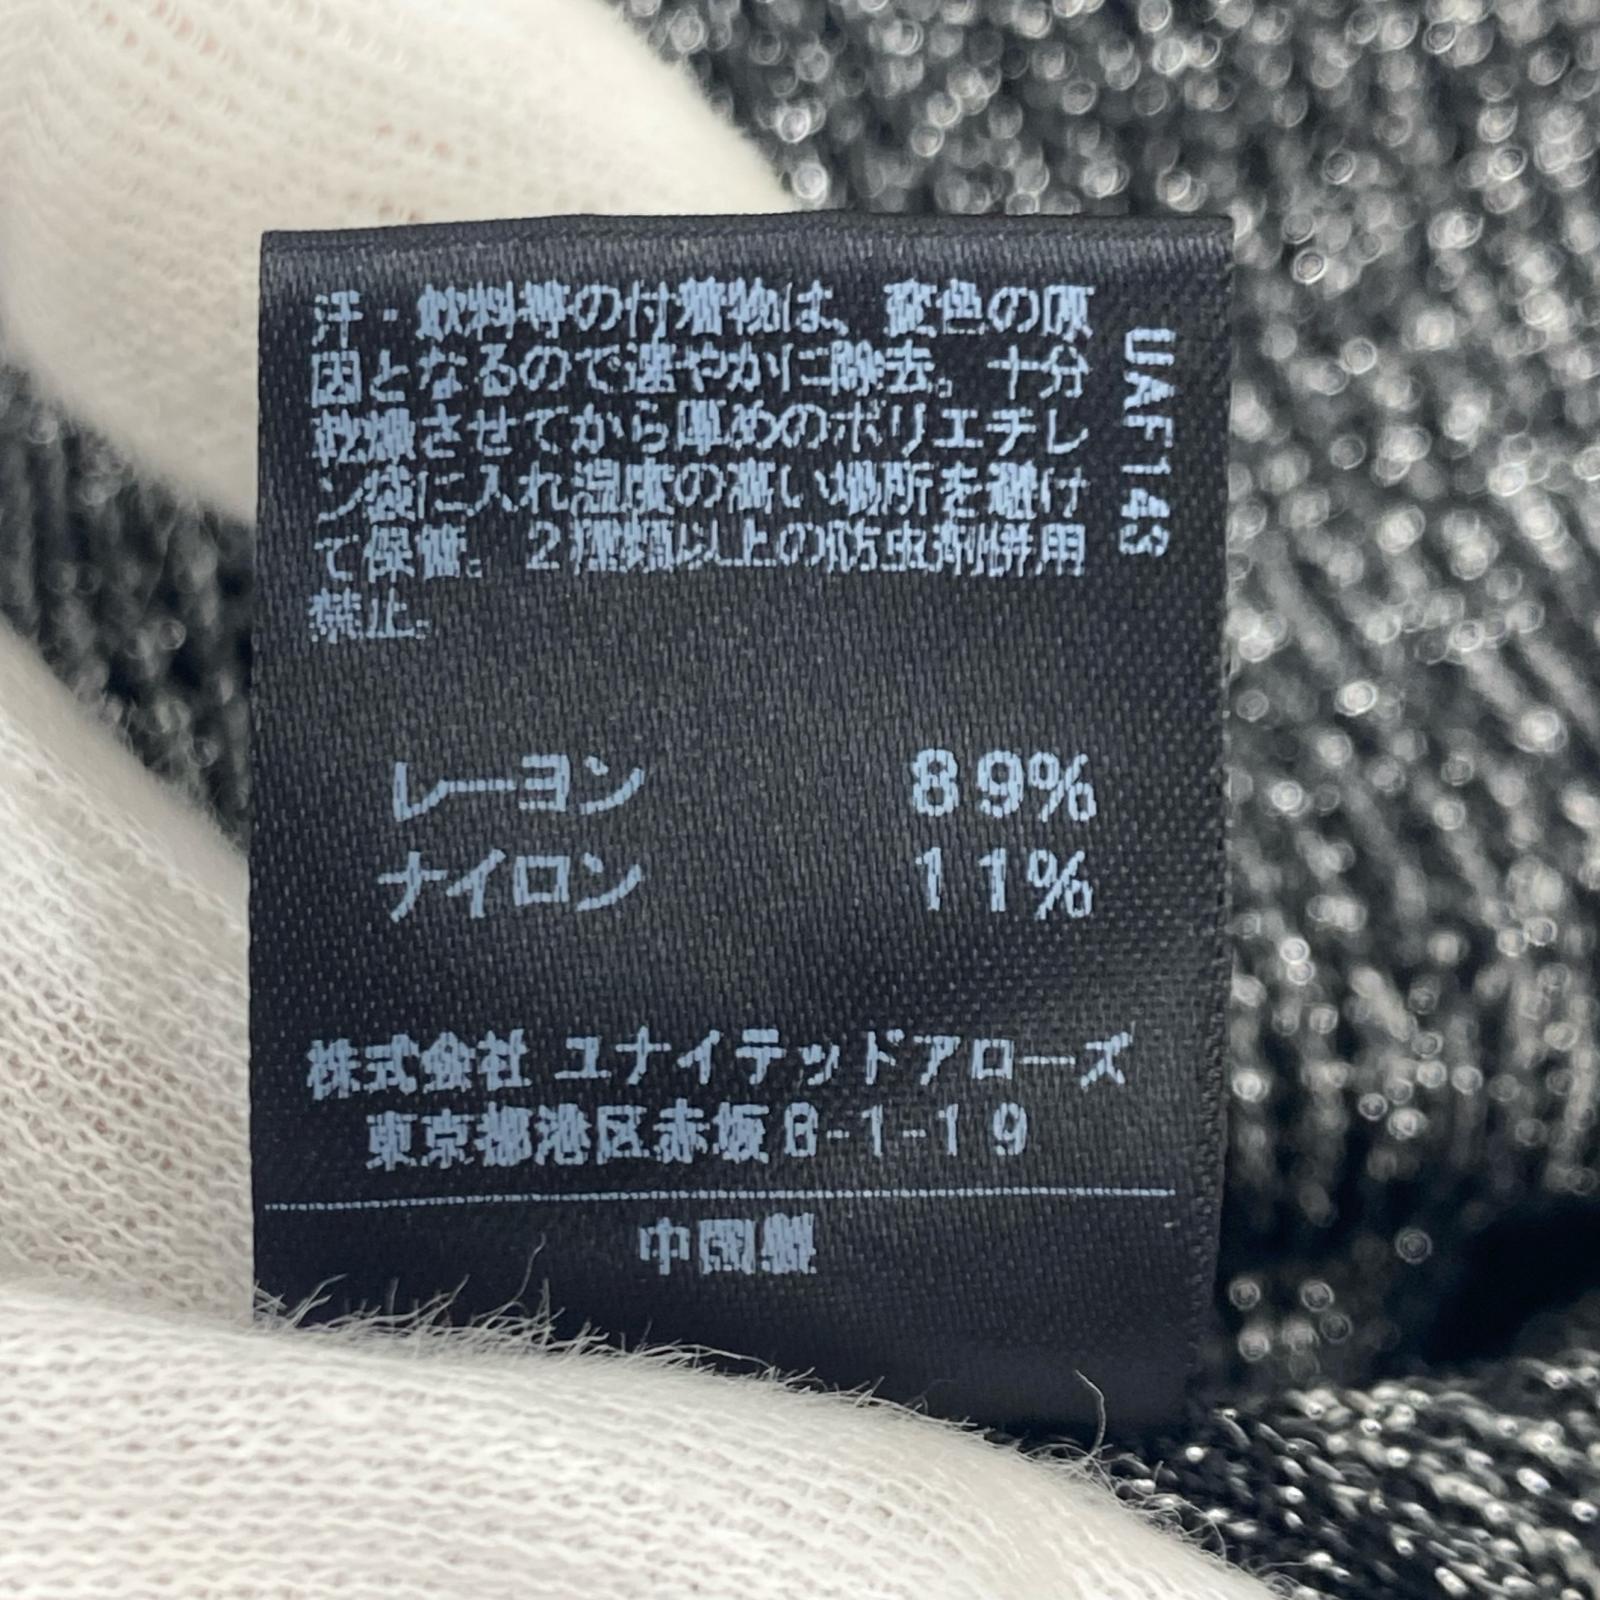 汗・飲料等の付着物は、変色の原
因となるので速やかに除去。十分
乾燥させてから厚めのポリエチレ
ン袋に入れ湿度の高い場所を避け
て保管。2種類以上の防虫剤併用
禁止。
UAF143
レーヨン 89%
ナイロン 11%
株式会社 ユナイテッドアローズ
東京都港区赤坂8-1-19
中国製